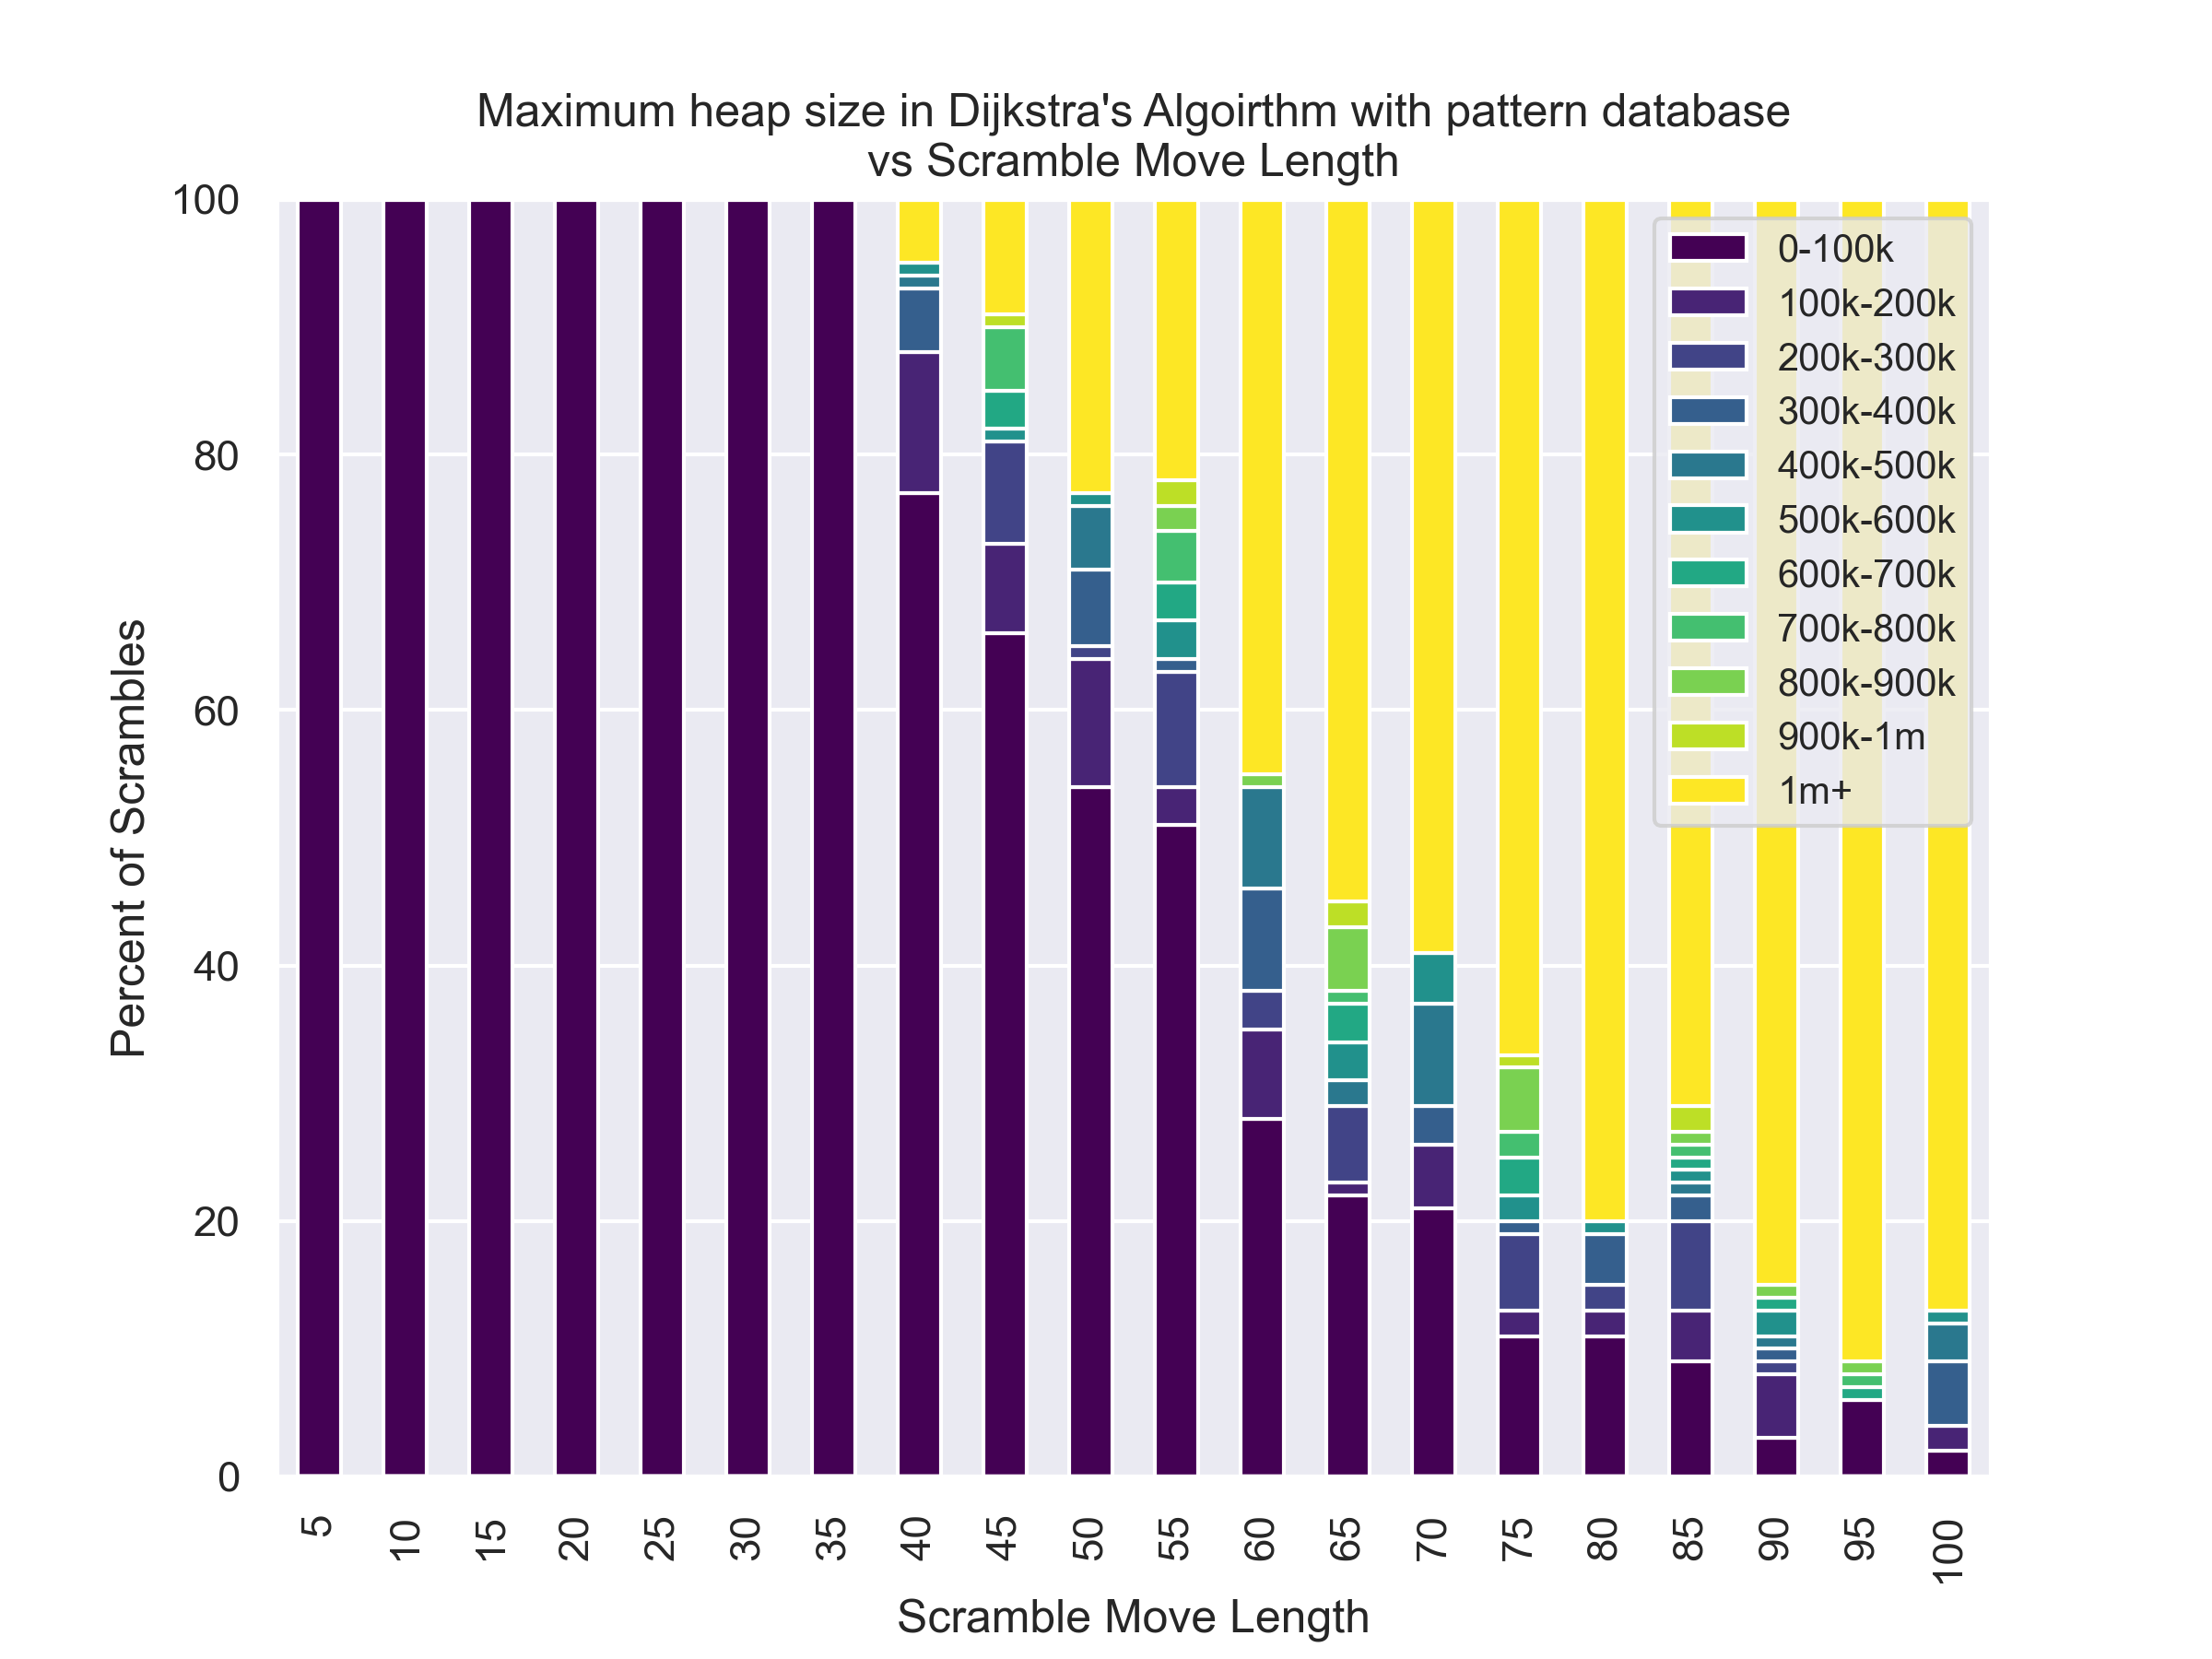 Maximum heap size in Dijkstra's Algoirthm with pattern database
vs Scramble Move Length
100
80
60
40
20
0
Percent of Scrambles
0-100k
100k-200k
200k-300k
300k-400k
400k-500k
500k-600k
600k-700k
700k-800k
800k-900k
900k-1m
1m+
5 10 15 20 25 30 35 40 45 50 55 60 65 70 75 80 85 90 95 100
Scramble Move Length